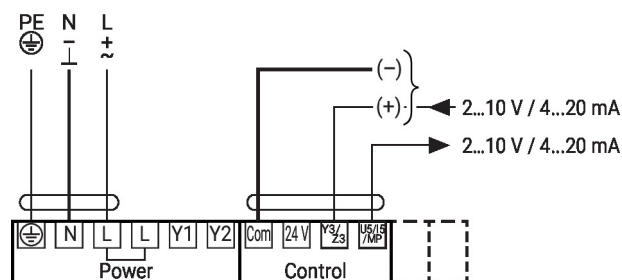 PE N L
− +
⊥ ~
(−)
(+) 2...10 V / 4...20 mA
2...10 V / 4...20 mA
N L L Y1 Y2 Com 24 V Y3/Z3 U5/I5/MP
Power Control